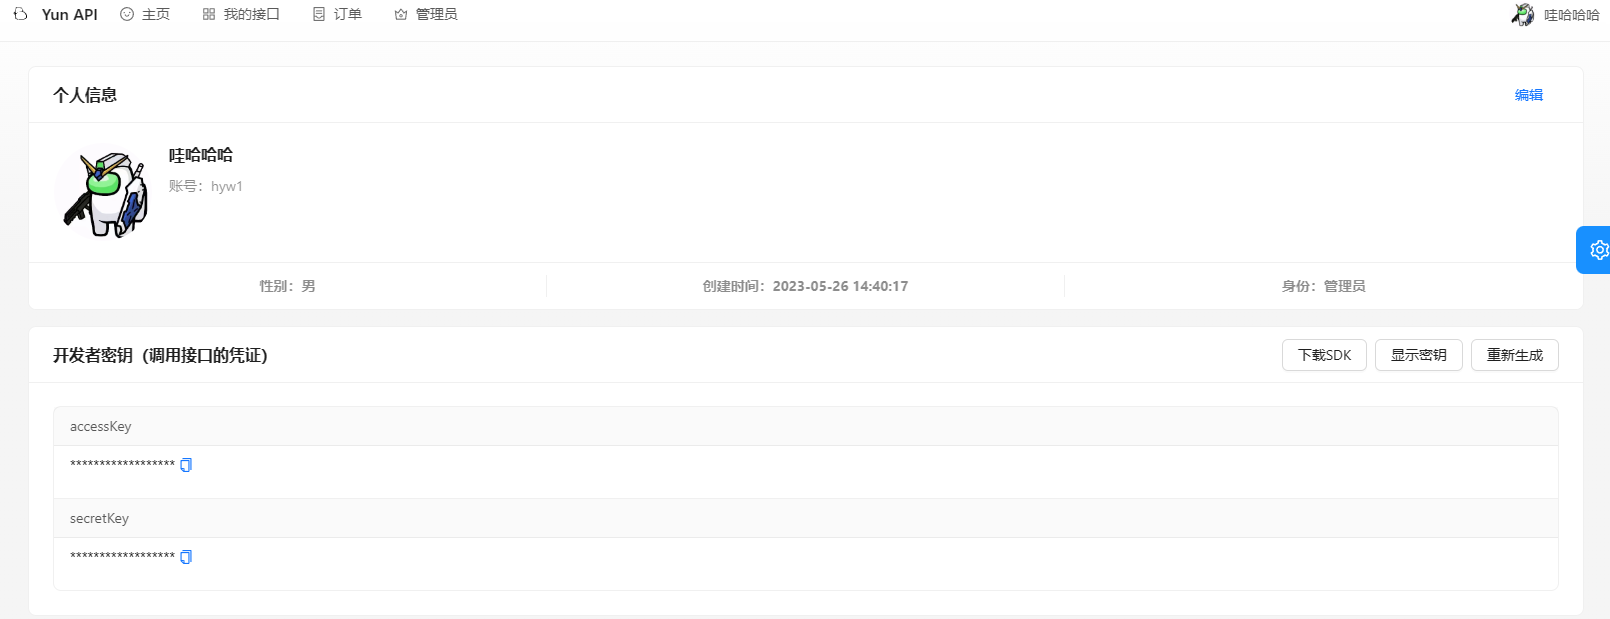 Yun API 主页 我的接口 订单 管理员 哇哈哈哈
个人信息 编辑
哇哈哈哈
账号：hyw1
性别：男 创建时间：2023-05-26 14:40:17 身份：管理员
开发者密钥（调用接口的凭证） 下载SDK 显示密钥 重新生成
accessKey
******************
secretKey
******************